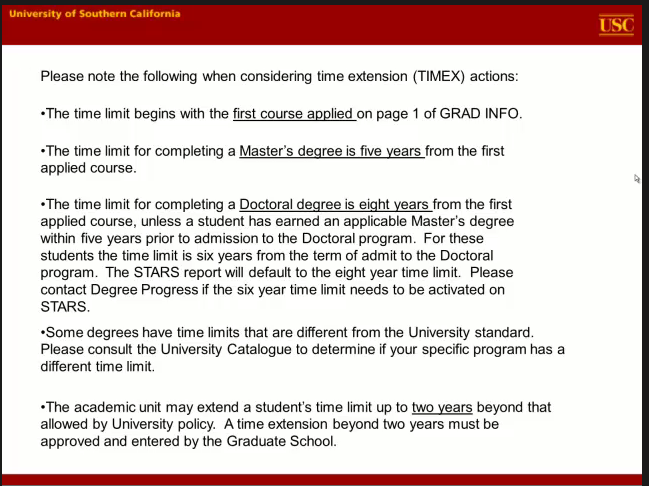 University of Southern California
USC
Please note the following when considering time extension (TIMEX) actions:
•The time limit begins with the first course applied on page 1 of GRAD INFO.
•The time limit for completing a Master’s degree is five years from the first
applied course.
•The time limit for completing a Doctoral degree is eight years from the first
applied course, unless a student has earned an applicable Master’s degree
within five years prior to admission to the Doctoral program.  For these
students the time limit is six years from the term of admit to the Doctoral
program.  The STARS report will default to the eight year time limit.  Please
contact Degree Progress if the six year time limit needs to be activated on
STARS.
•Some degrees have time limits that are different from the University standard.
Please consult the University Catalogue to determine if your specific program has a
different time limit.
•The academic unit may extend a student’s time limit up to two years beyond that
allowed by University policy.  A time extension beyond two years must be
approved and entered by the Graduate School.